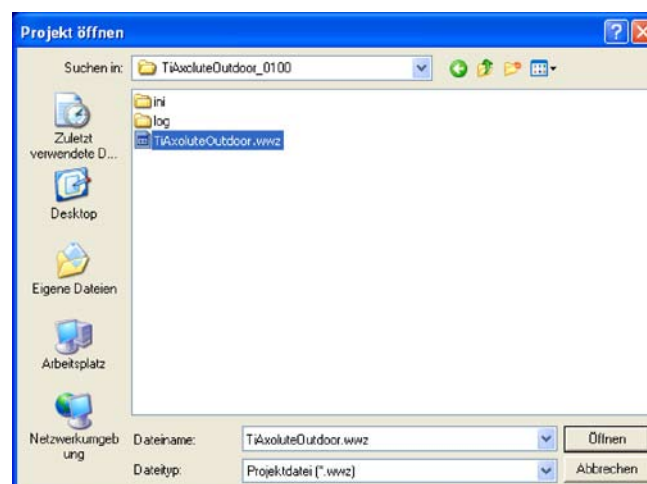 Projekt öffnen
Suchen in:
TiAxoluteOutdoor_0100
ini
log
TiAxoluteOutdoor.wwz
Zuletzt
verwendete D...
Desktop
Eigene Dateien
Arbeitsplatz
Netzwerkumgeb
ung
Dateiname:
TiAxoluteOutdoor.wwz
Öffnen
Dateityp:
Projektdatei (*.wwz)
Abbrechen